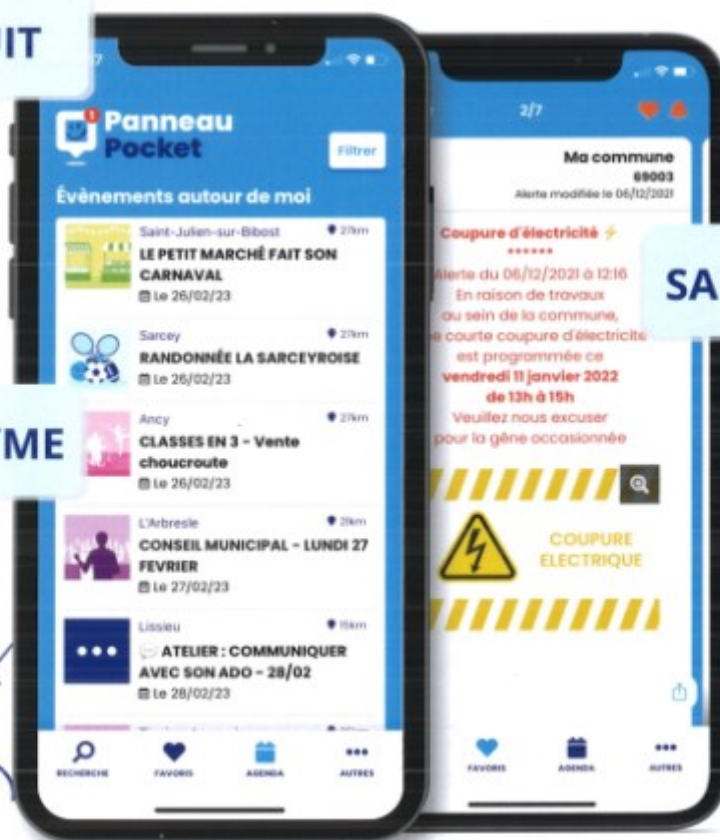 UIT
Panneau
Pocket
1
Filtrer
Évènements autour de moi
Saint-Julien-sur-Bibost 27km
LE PETIT MARCHÉ FAIT SON
CARNAVAL
Le 26/02/23
Sarcey 27km
RANDONNÉE LA SARCEYROISE
Le 26/02/23
YME
Ancy 27km
CLASSES EN 3 - Vente
choucroute
Le 26/02/23
L'Arbresle 21km
CONSEIL MUNICIPAL - LUNDI 27
FEVRIER
Le 27/02/23
Lissieu 15km
ATELIER : COMMUNIQUER
AVEC SON ADO - 28/02
Le 28/02/23
RECHERCHE FAVORIS AGENDA AUTRES
2/7
Ma commune
69003
Alerte modifiée le 06/12/2021
Coupure d'électricité ⚡
******
Alerte du 06/12/2021 à 12:16
En raison de travaux
au sein de la commune,
e courte coupure d'électricité
est programmée ce
vendredi 11 janvier 2022
de 13h à 15h
Veuillez nous excuser
pour la gêne occasionnée
SA
COUPURE
ELECTRIQUE
FAVORIS AGENDA AUTRES